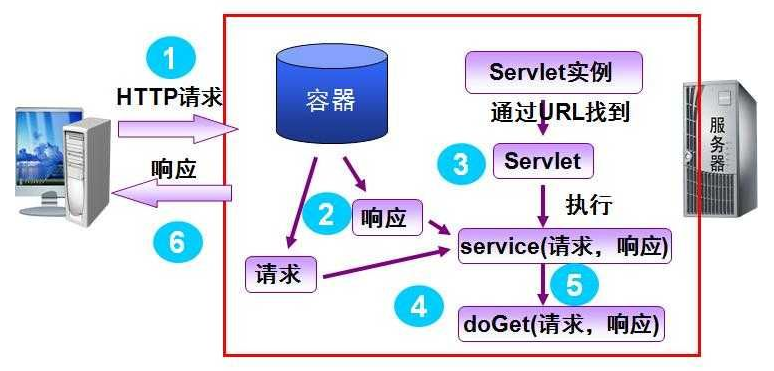 1
HTTP请求
响应
6
容器
2
响应
请求
Servlet实例
通过URL找到
3
Servlet
执行
service(请求，响应)
4
5
doGet(请求，响应)
服务器